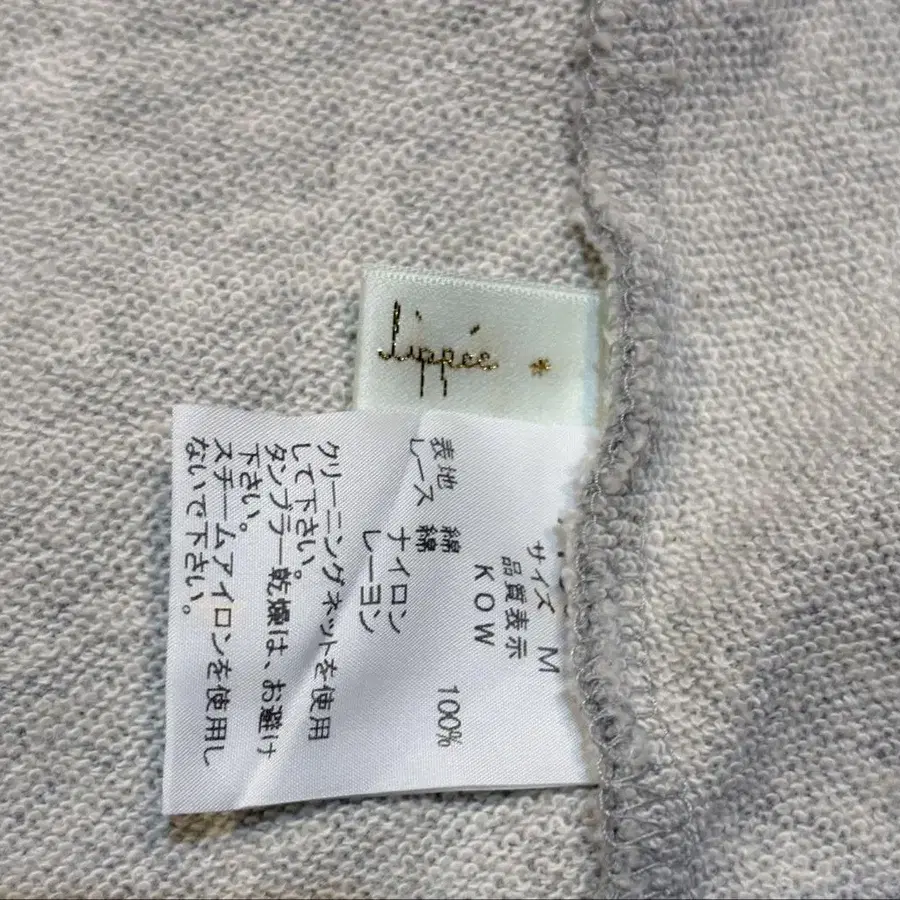 Lippée *
サイズ M
品質表示
KOW
表地 綿 100%
レース 綿
ナイロン
レーヨン
クリーニングネットを使用
して下さい。
タンブラー乾燥は、お避け
下さい。
スチームアイロンを使用し
ないで下さい。